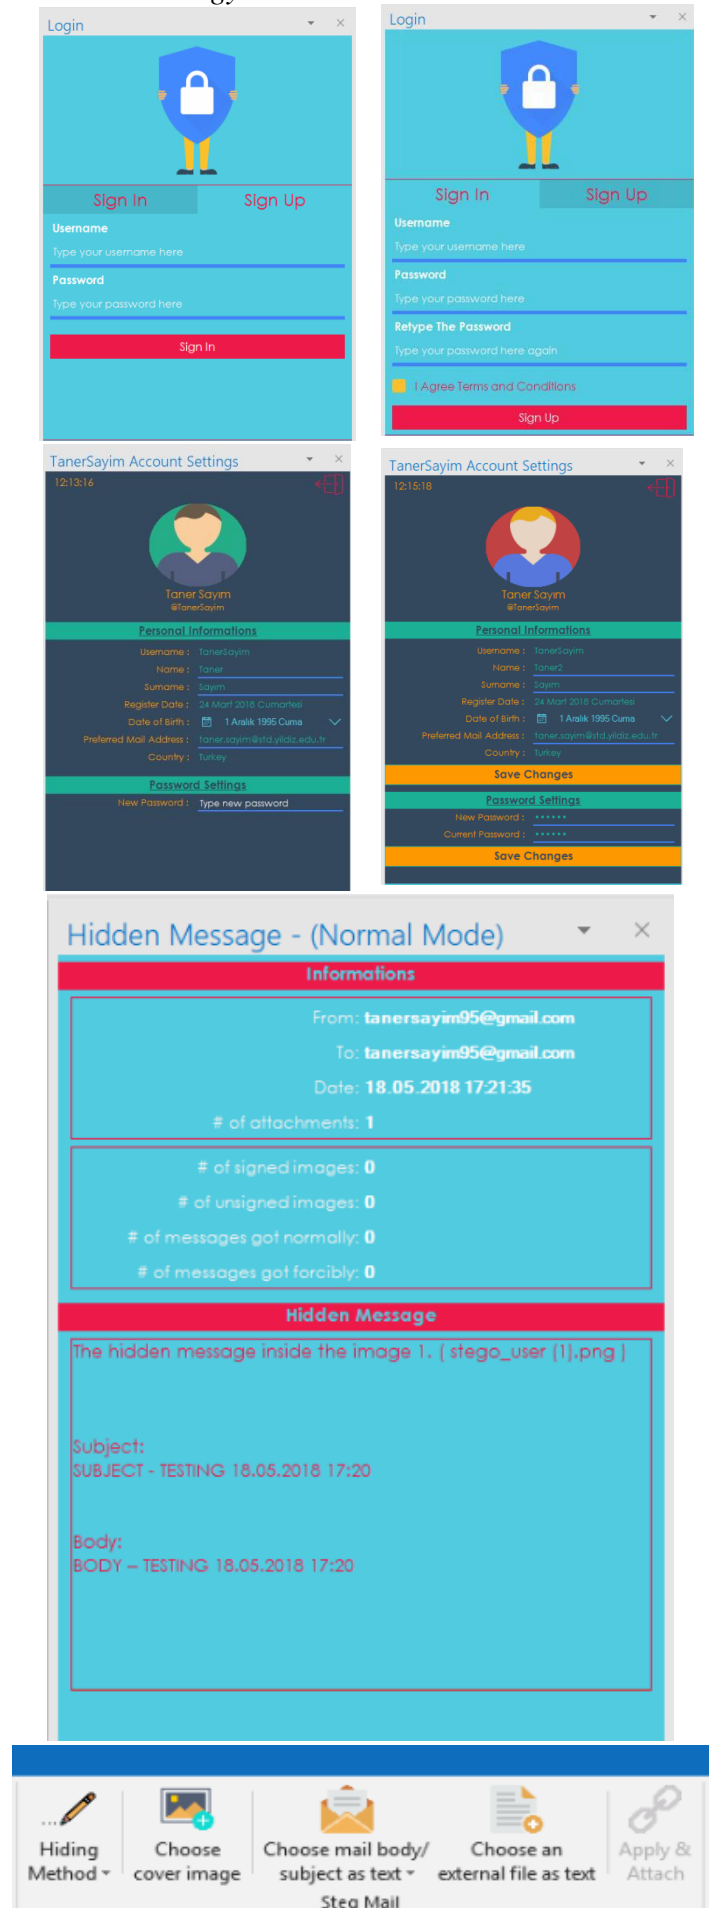 Login
Sign In Sign Up
Username
Type your username here
Password
Type your password here
Sign In
Login
Sign In Sign Up
Username
Type your username here
Password
Type your password here
Retype The Password
Type your password here again
I Agree Terms and Conditions
Sign Up
TanerSayim Account Settings
12:13:16
Taner Sayım
@TanerSayim
Personal Informations
Username : TanerSayim
Name : Taner
Surname : Sayım
Register Date : 24 Mart 2018 Cumartesi
Date of Birth : 1 Aralık 1995 Cuma
Preferred Mail Address : taner.sayim@std.yildiz.edu.tr
Country : Turkey
Password Settings
New Password : Type new password
TanerSayim Account Settings
12:15:18
Taner Sayım
@TanerSayim
Personal Informations
Username : TanerSayim
Name : Taner2
Surname : Sayım
Register Date : 24 Mart 2018 Cumartesi
Date of Birth : 1 Aralık 1995 Cuma
Preferred Mail Address : taner.sayim@std.yildiz.edu.tr
Country : Turkey
Save Changes
Password Settings
New Password : ••••••
Current Password : ••••••
Save Changes
Hidden Message - (Normal Mode)
Informations
From: tanersayim95@gmail.com
To: tanersayim95@gmail.com
Date: 18.05.2018 17:21:35
# of attachments: 1
# of signed images: 0
# of unsigned images: 0
# of messages got normally: 0
# of messages got forcibly: 0
Hidden Message
The hidden message inside the image 1. ( stego_user (1).png )
Subject:
SUBJECT - TESTING 18.05.2018 17:20
Body:
BODY – TESTING 18.05.2018 17:20
Hiding Method
Choose cover image
Choose mail body/ subject as text
Choose an external file as text
Apply & Attach
Steg Mail